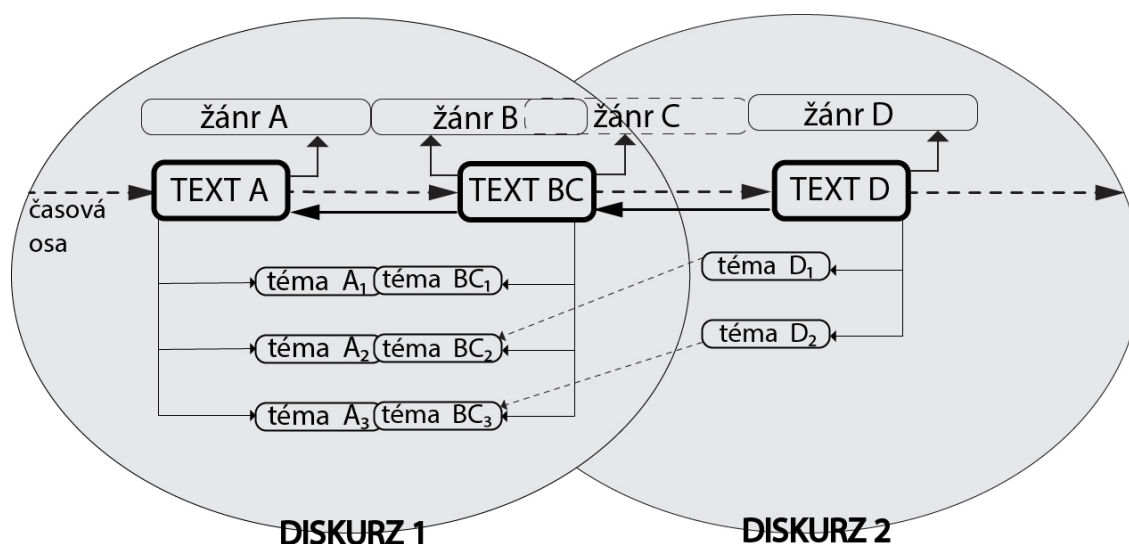 žánr A žánr B žánr C žánr D
TEXT A TEXT BC TEXT D
časová
osa
téma D₁
téma A₁ téma BC₁
téma D₂
téma A₂ téma BC₂
téma A₃ téma BC₃
DISKURZ 1 DISKURZ 2